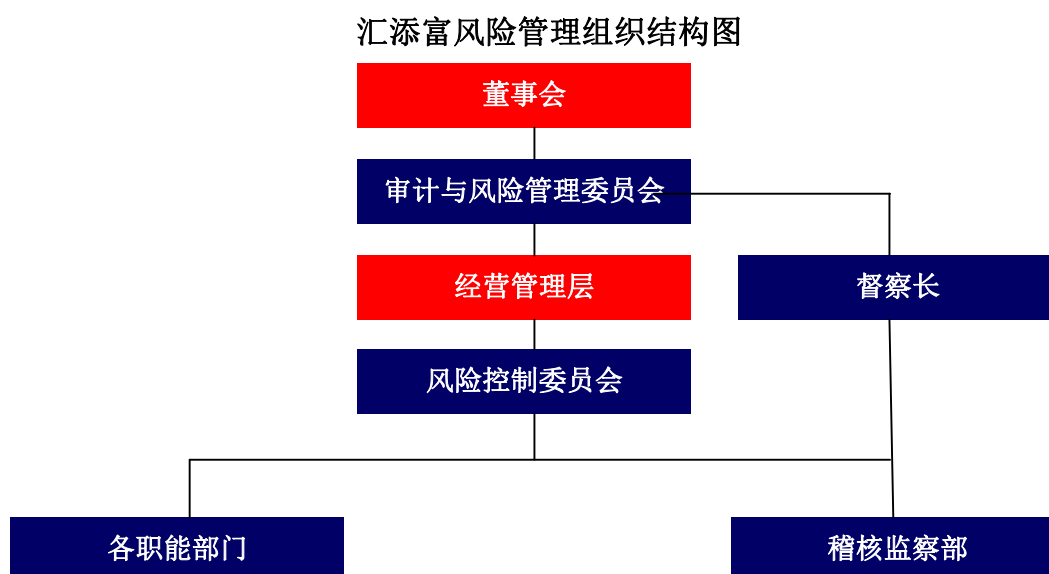 汇添富风险管理组织结构图
董事会
审计与风险管理委员会
经营管理层
督察长
风险控制委员会
各职能部门
稽核监察部